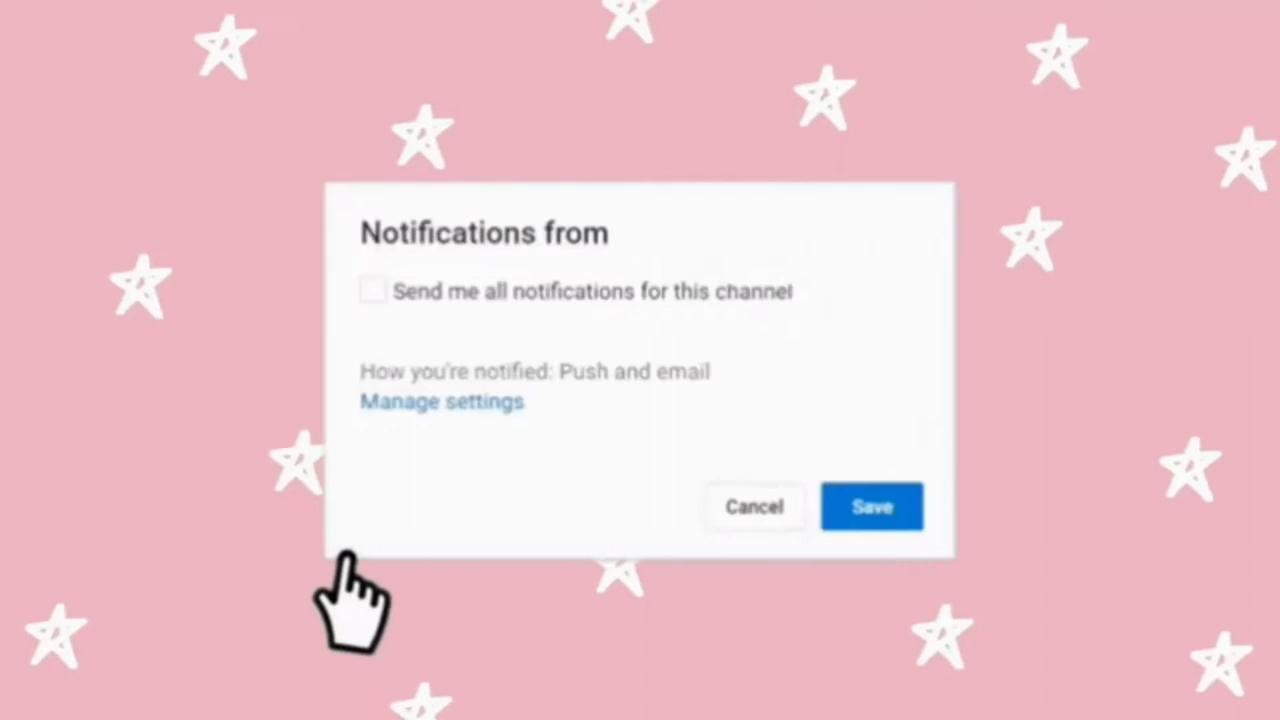 Notifications from
Send me all notifications for this channel
How you're notified: Push and email
Manage settings
Cancel
Save